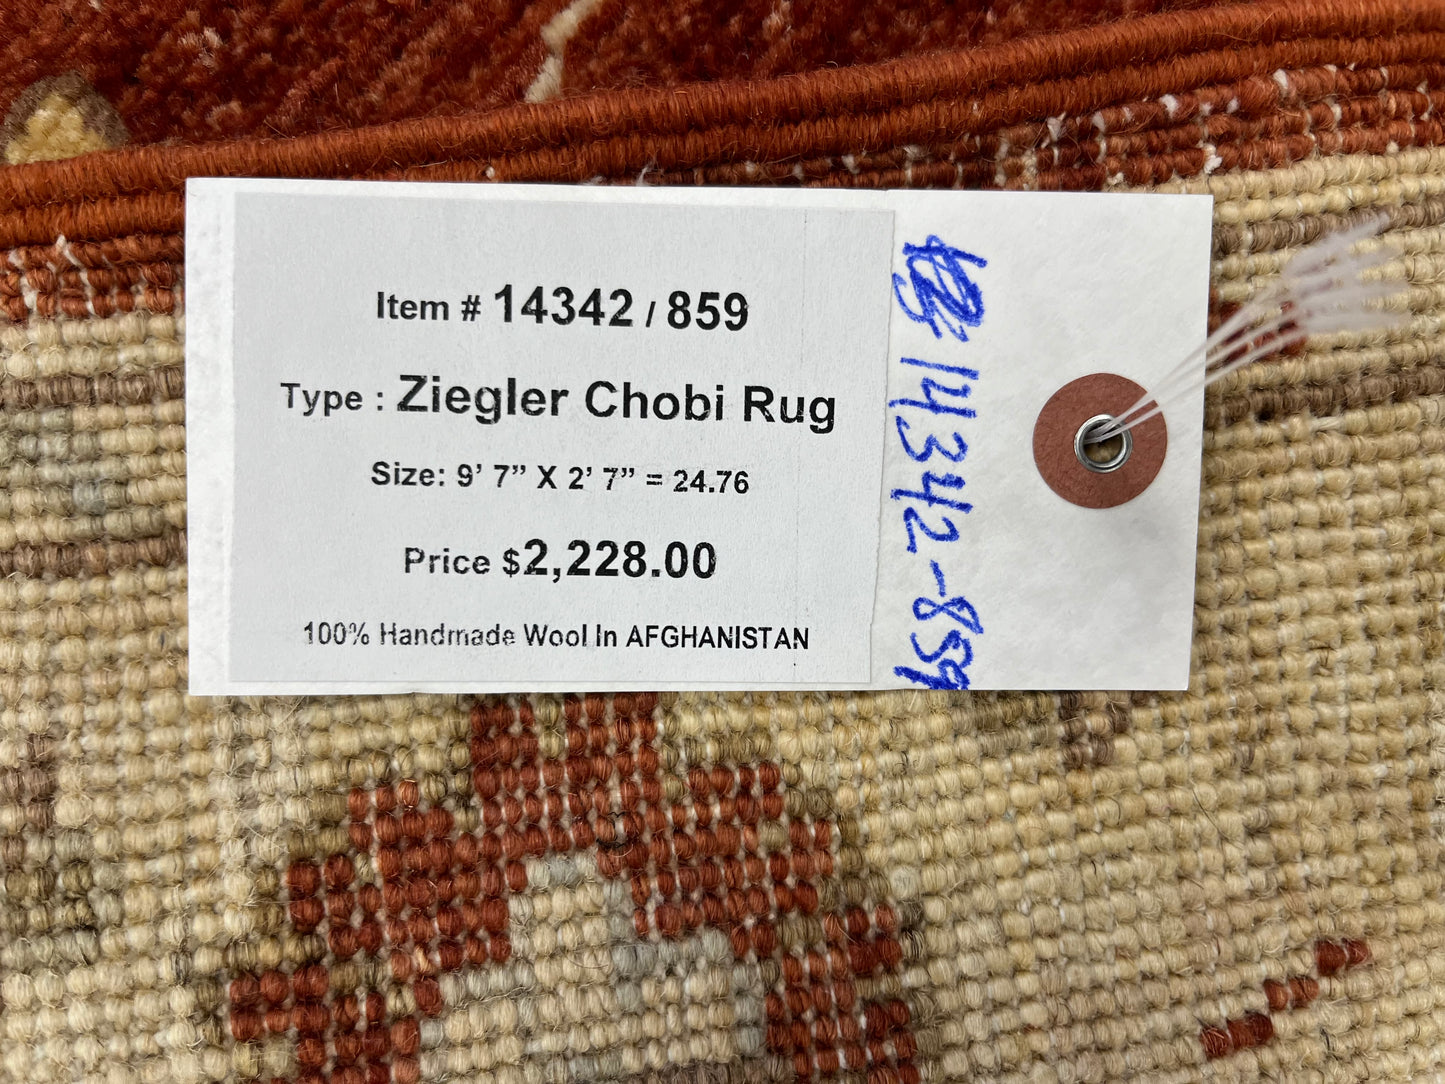 Item # 14342 / 859
Type : Ziegler Chobi Rug
Size: 9’ 7” X 2’ 7” = 24.76
Price $2,228.00
100% Handmade Wool In AFGHANISTAN
14342-859